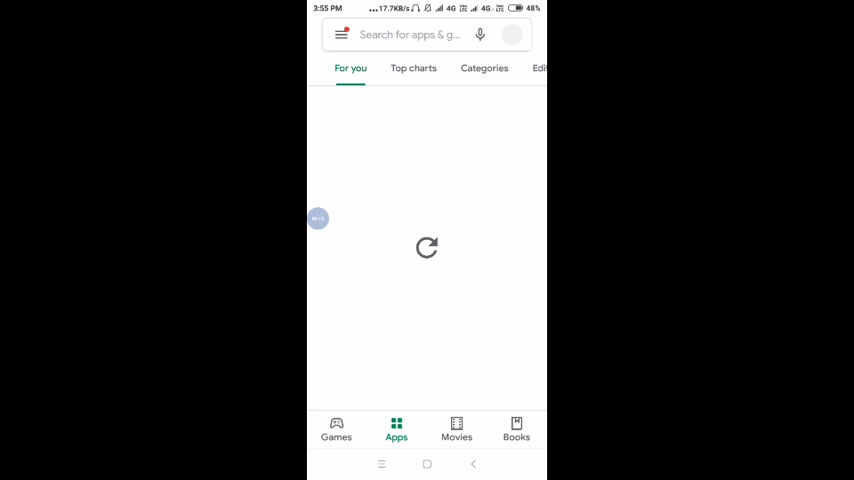 3:55 PM ...17.7KB/s 4G 4G 48%
Search for apps & g...
For you Top charts Categories Edit
Games Apps Movies Books